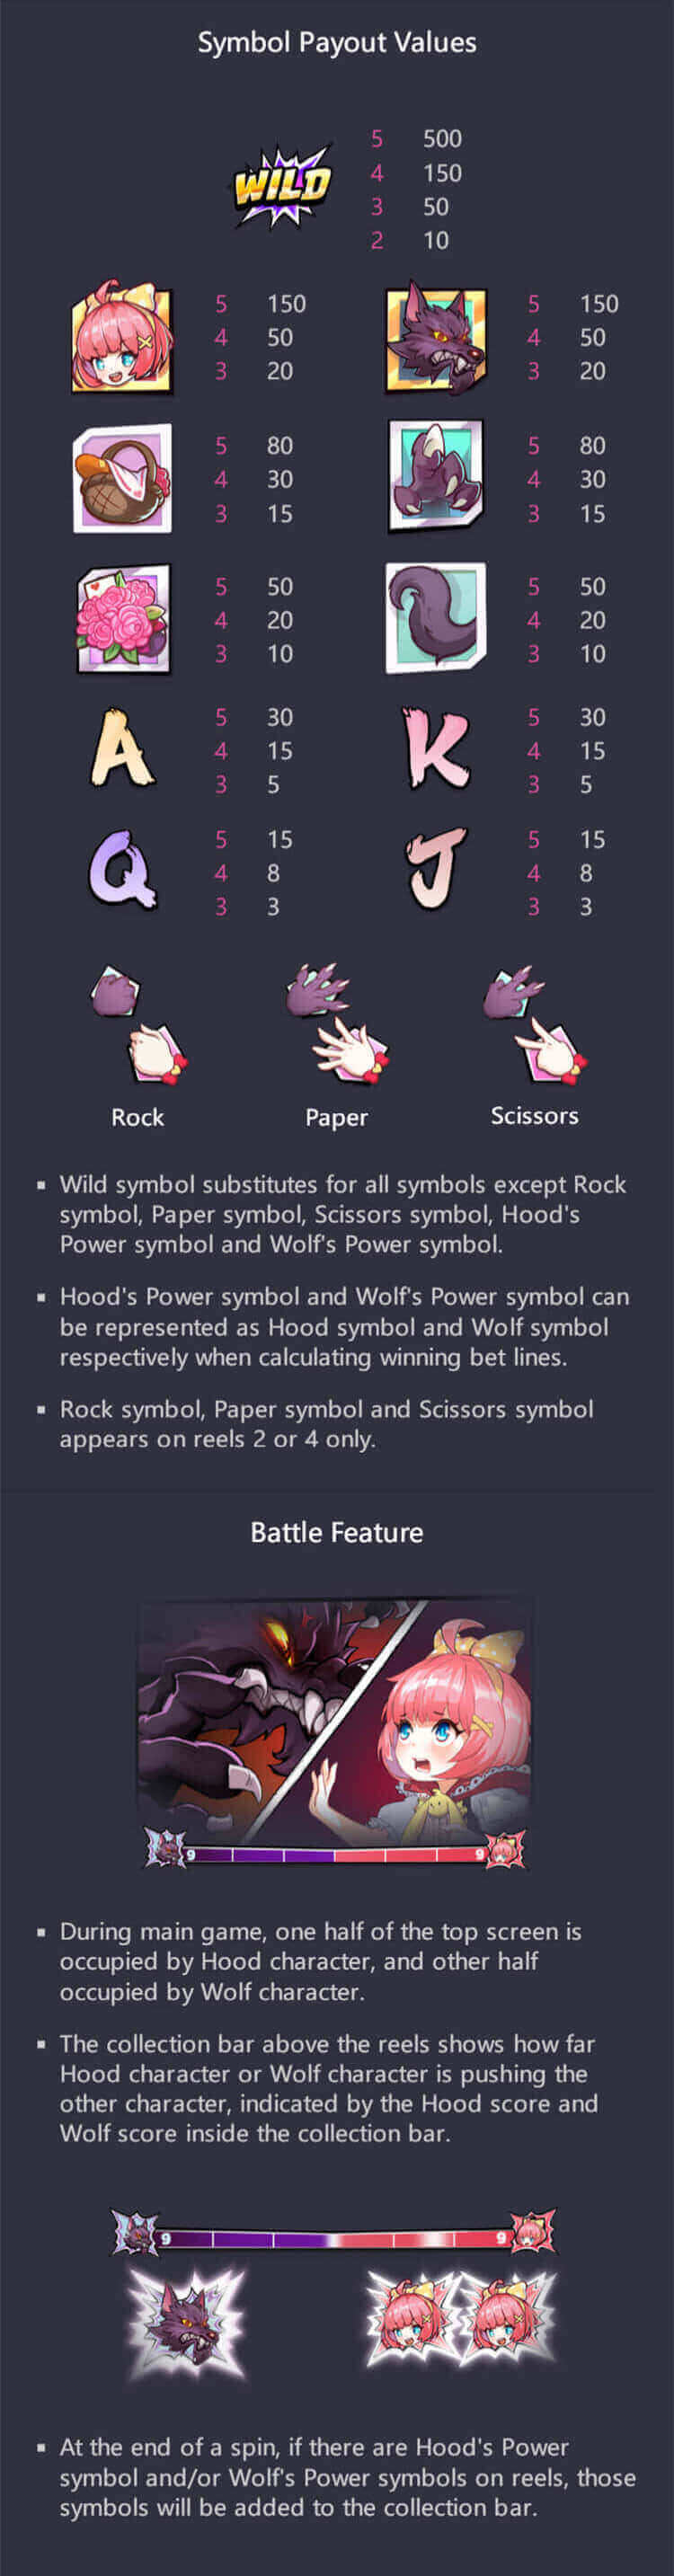 Symbol Payout Values
WILD
5 500
4 150
3 50
2 10
5 150 5 150
4 50 4 50
3 20 3 20
5 80 5 80
4 30 4 30
3 15 3 15
5 50 5 50
4 20 4 20
3 10 3 10
A 5 30 K 5 30
4 15 4 15
3 5 3 5
Q 5 15 J 5 15
4 8 4 8
3 3 3 3
Rock Paper Scissors
▪ Wild symbol substitutes for all symbols except Rock
symbol, Paper symbol, Scissors symbol, Hood's
Power symbol and Wolf's Power symbol.
▪ Hood's Power symbol and Wolf's Power symbol can
be represented as Hood symbol and Wolf symbol
respectively when calculating winning bet lines.
▪ Rock symbol, Paper symbol and Scissors symbol
appears on reels 2 or 4 only.
Battle Feature
9 9
▪ During main game, one half of the top screen is
occupied by Hood character, and other half
occupied by Wolf character.
▪ The collection bar above the reels shows how far
Hood character or Wolf character is pushing the
other character, indicated by the Hood score and
Wolf score inside the collection bar.
9 9
▪ At the end of a spin, if there are Hood's Power
symbol and/or Wolf's Power symbols on reels, those
symbols will be added to the collection bar.